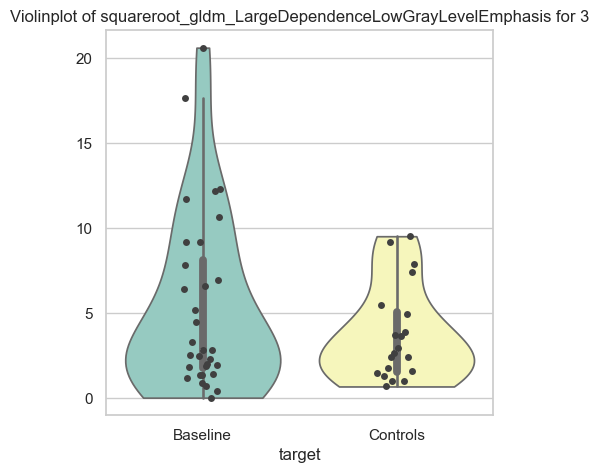 Violinplot of squareroot_gldm_LargeDependenceLowGrayLevelEmphasis for 3
20
15
10
5
0
Baseline Controls
target